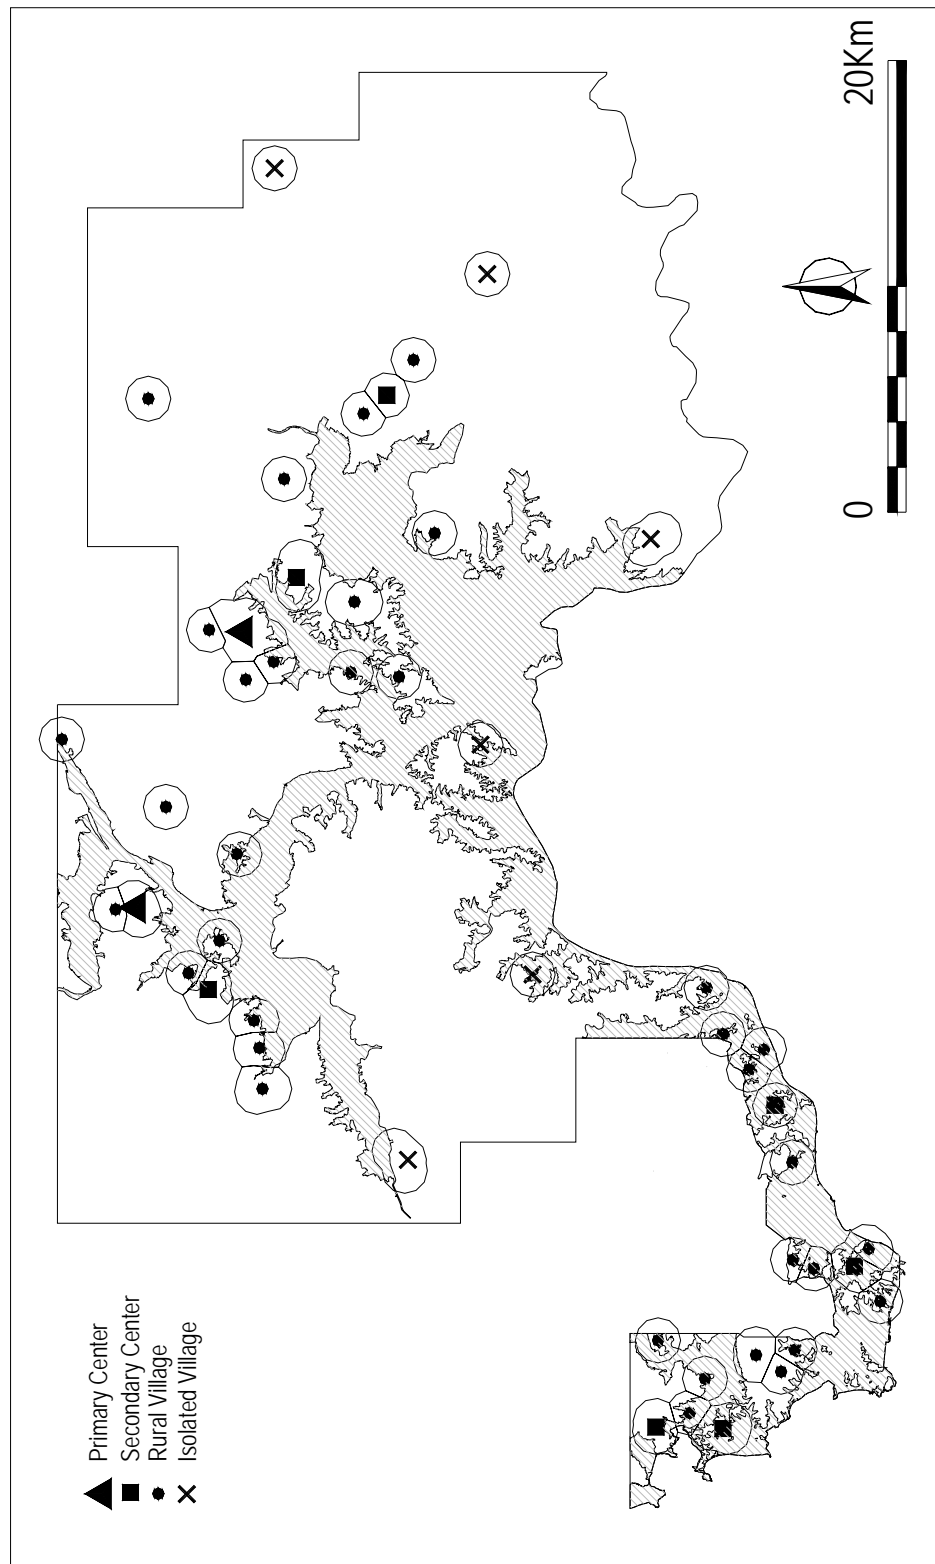 Primary Center
Secondary Center
Rural Village
Isolated Village
0
20Km